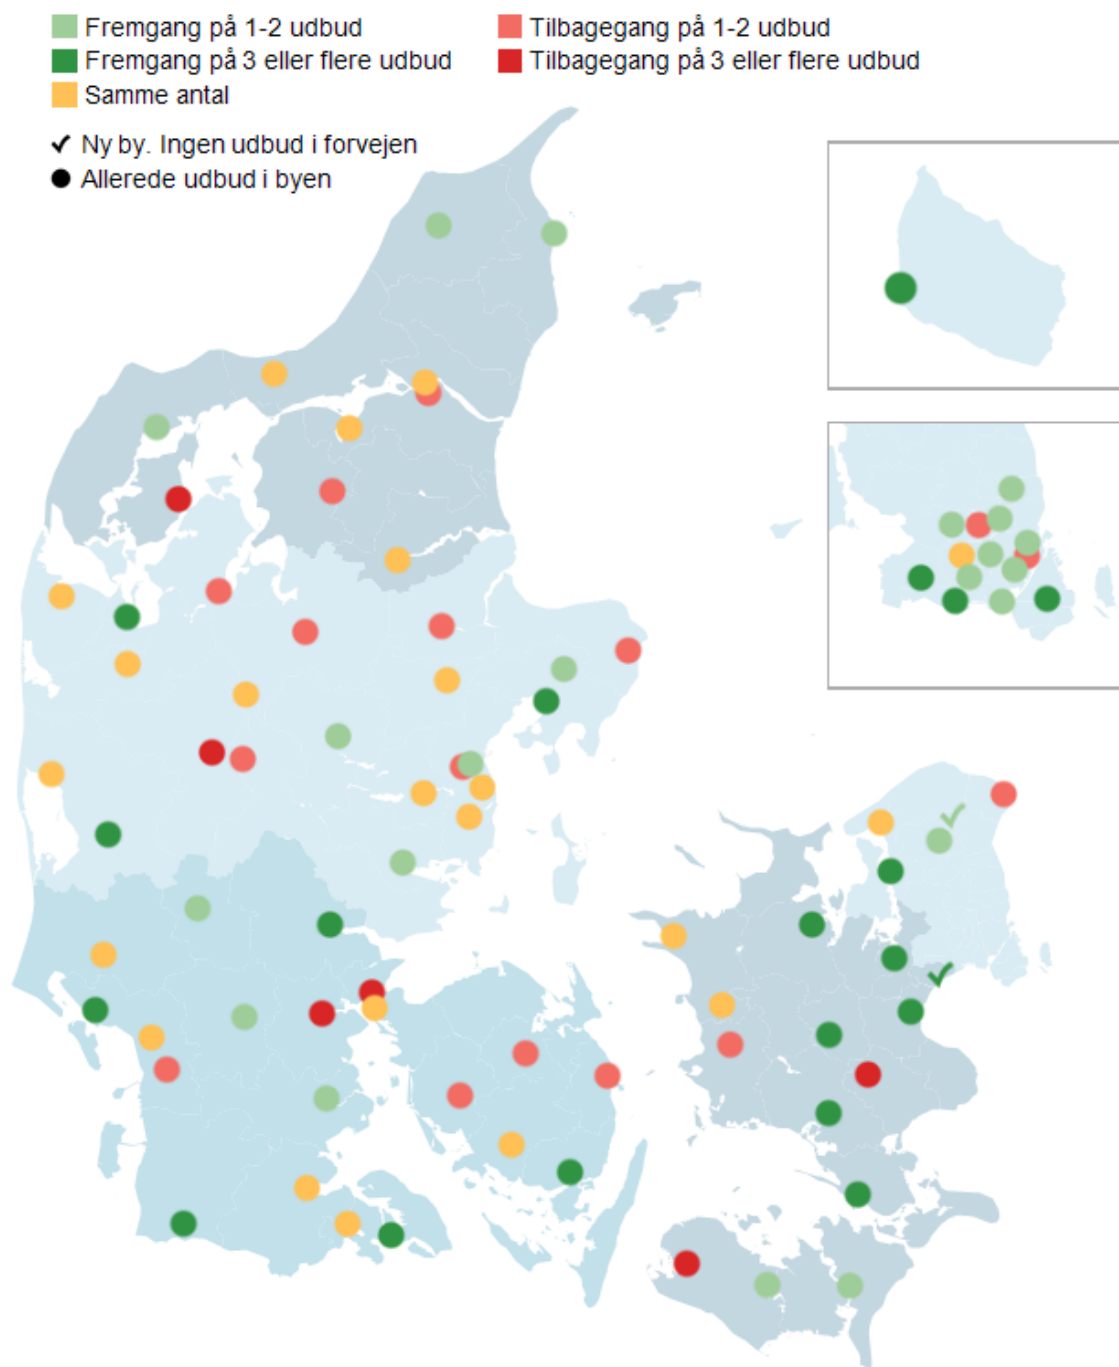 Fremgang på 1-2 udbud
Fremgang på 3 eller flere udbud
Samme antal
Tilbagegang på 1-2 udbud
Tilbagegang på 3 eller flere udbud
Ny by. Ingen udbud i forvejen
Allerede udbud i byen